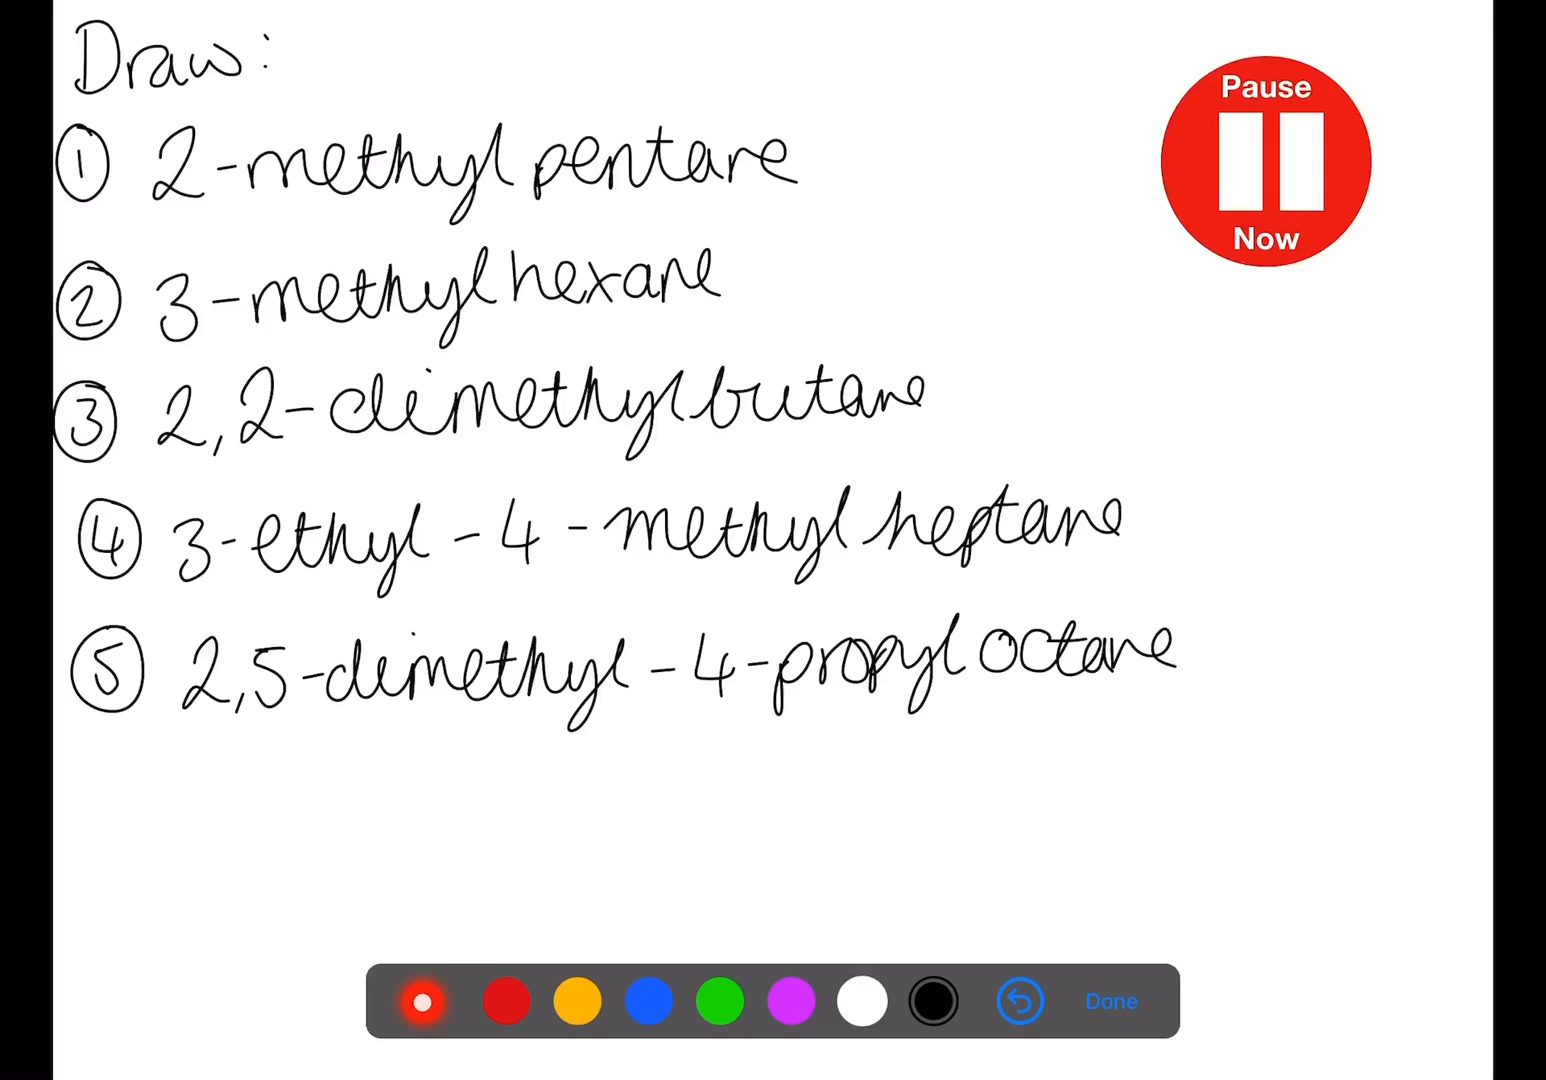 Draw:
① 2-methylpentane
② 3-methylhexane
③ 2,2-dimethylbutane
④ 3-ethyl-4-methylheptane
⑤ 2,5-dimethyl-4-propyloctane
Pause
Now
Done